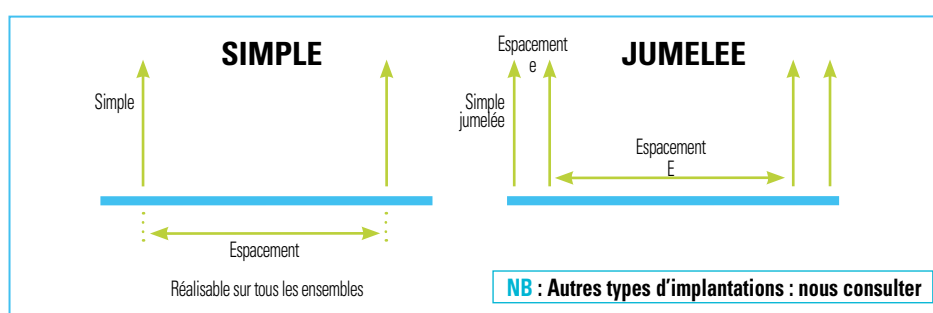 SIMPLE
Simple
Espacement
Réalisable sur tous les ensembles
JUMELEE
Espacement
e
Simple
jumelée
Espacement
E
NB : Autres types d’implantations : nous consulter